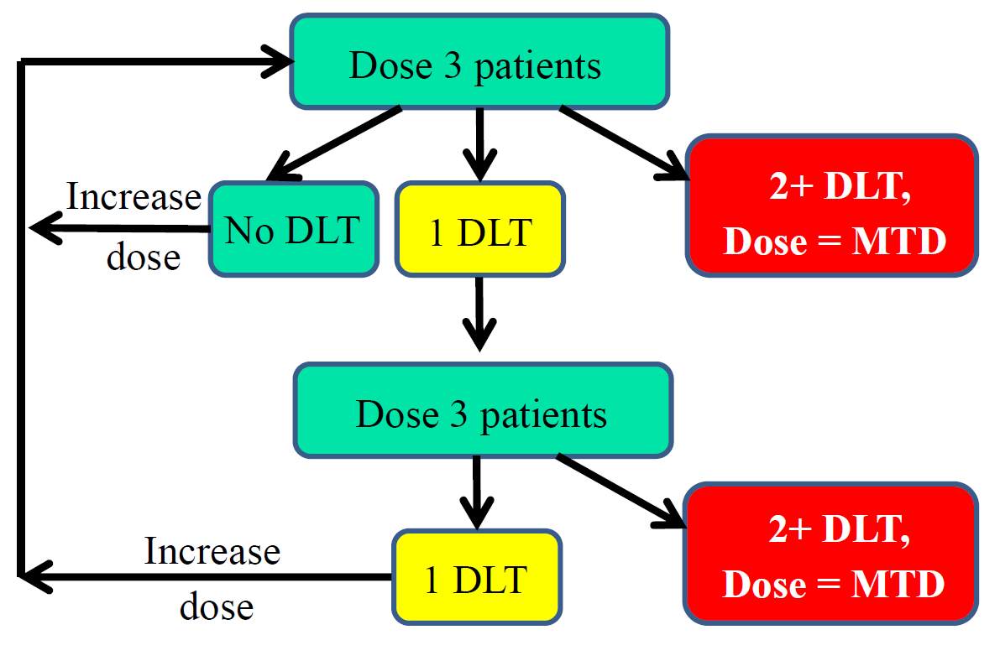 Dose 3 patients
2+ DLT,
Dose = MTD
Increase
dose
No DLT
1 DLT
Dose 3 patients
2+ DLT,
Dose = MTD
Increase
dose
1 DLT